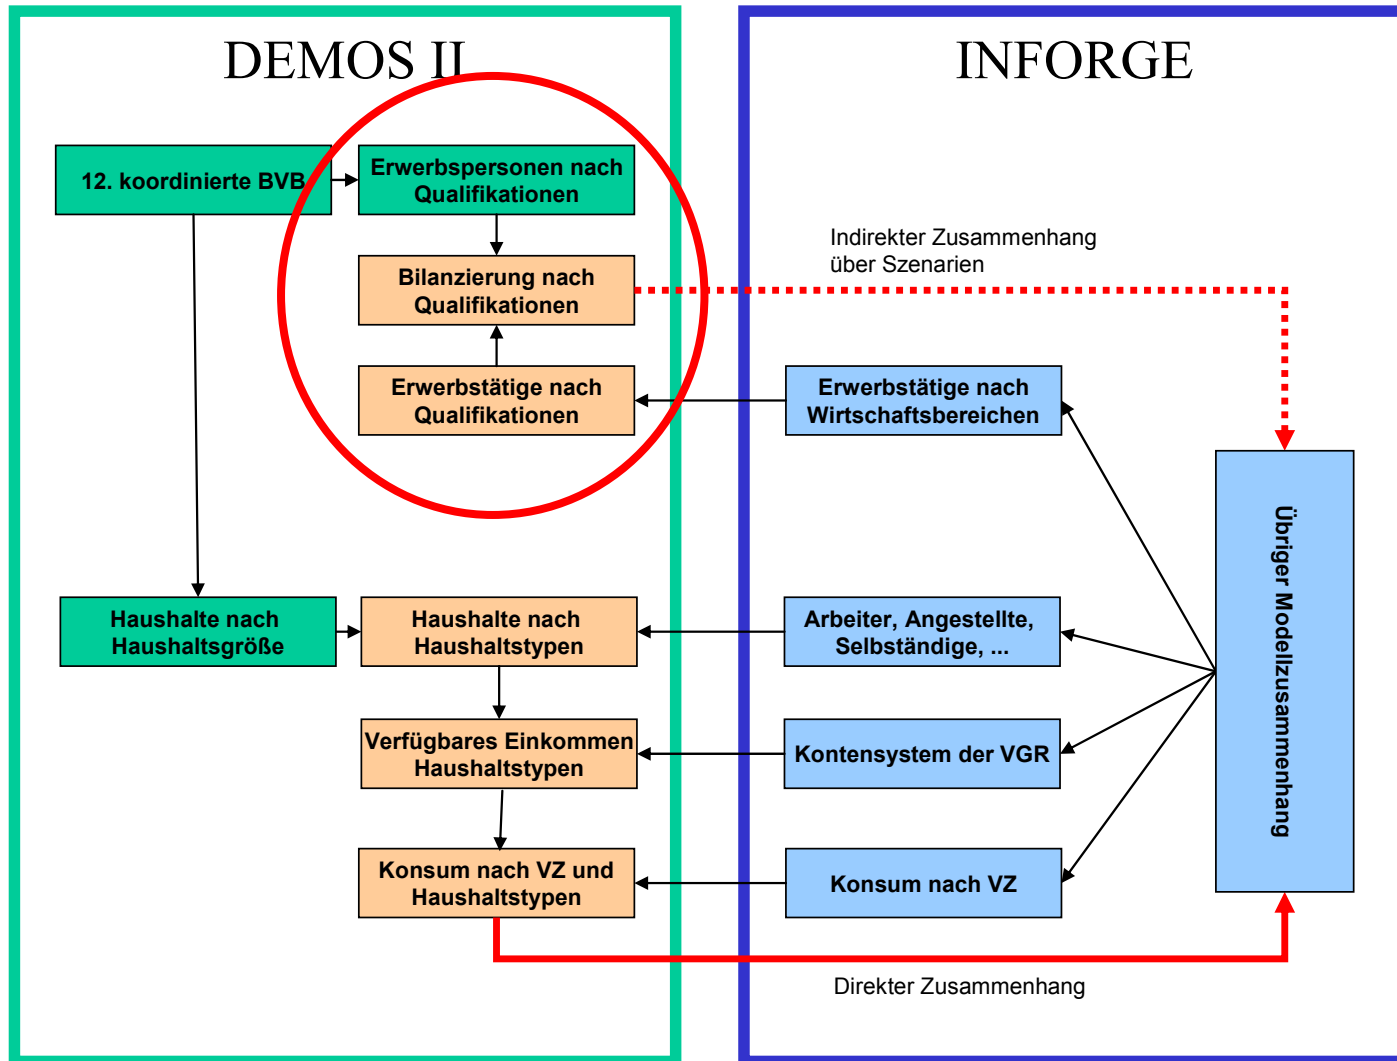 DEMOS II
INFORGE
12. koordinierte BVB
Erwerbspersonen nach
Qualifikationen
Indirekter Zusammenhang
über Szenarien
Bilanzierung nach
Qualifikationen
Erwerbstätige nach
Qualifikationen
Erwerbstätige nach
Wirtschaftsbereichen
Übriger Modellzusammenhang
Haushalte nach
Haushaltsgröße
Haushalte nach
Haushaltstypen
Arbeiter, Angestellte,
Selbständige, ...
Verfügbares Einkommen
Haushaltstypen
Kontensystem der VGR
Konsum nach VZ und
Haushaltstypen
Konsum nach VZ
Direkter Zusammenhang